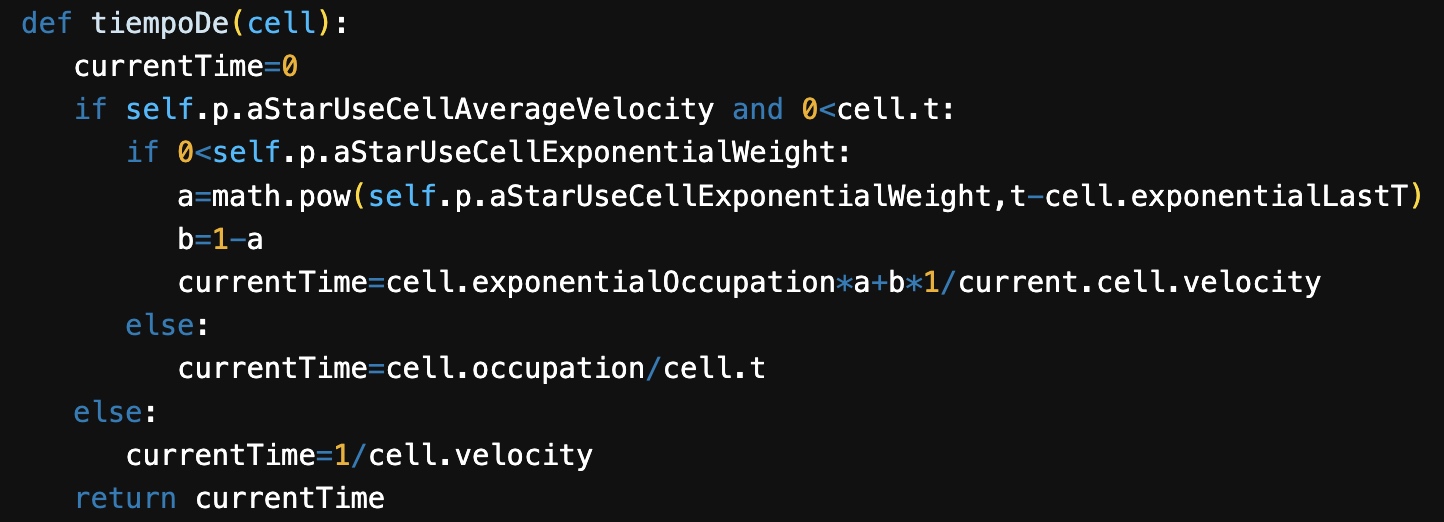 def tiempoDe(cell):
   currentTime=0
   if self.p.aStarUseCellAverageVelocity and 0<cell.t:
      if 0<self.p.aStarUseCellExponentialWeight:
         a=math.pow(self.p.aStarUseCellExponentialWeight,t-cell.exponentialLastT)
         b=1-a
         currentTime=cell.exponentialOccupation*a+b*1/current.cell.velocity
      else:
         currentTime=cell.occupation/cell.t
   else:
      currentTime=1/cell.velocity
   return currentTime